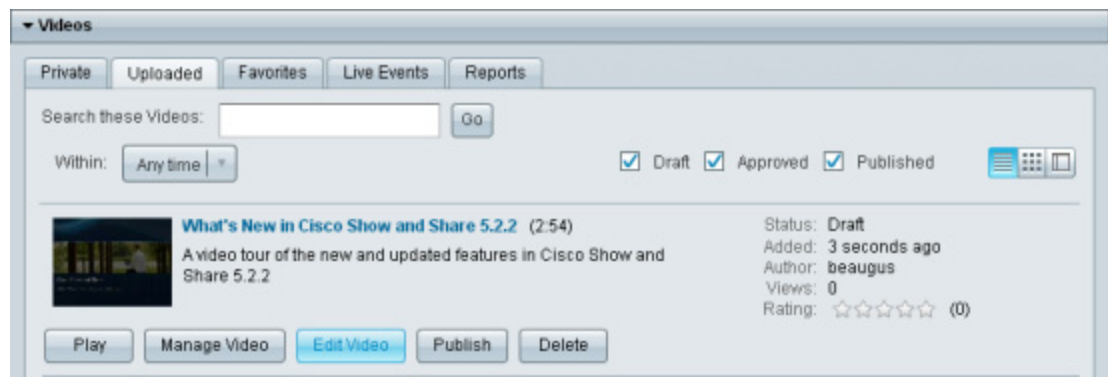 Videos
Private Uploaded Favorites Live Events Reports
Search these Videos: Go
Within: Any time Draft Approved Published
What's New in Cisco Show and Share 5.2.2 (2:54)
A video tour of the new and updated features in Cisco Show and
Share 5.2.2
Status: Draft
Added: 3 seconds ago
Author: beaugus
Views: 0
Rating: (0)
Play Manage Video Edit Video Publish Delete